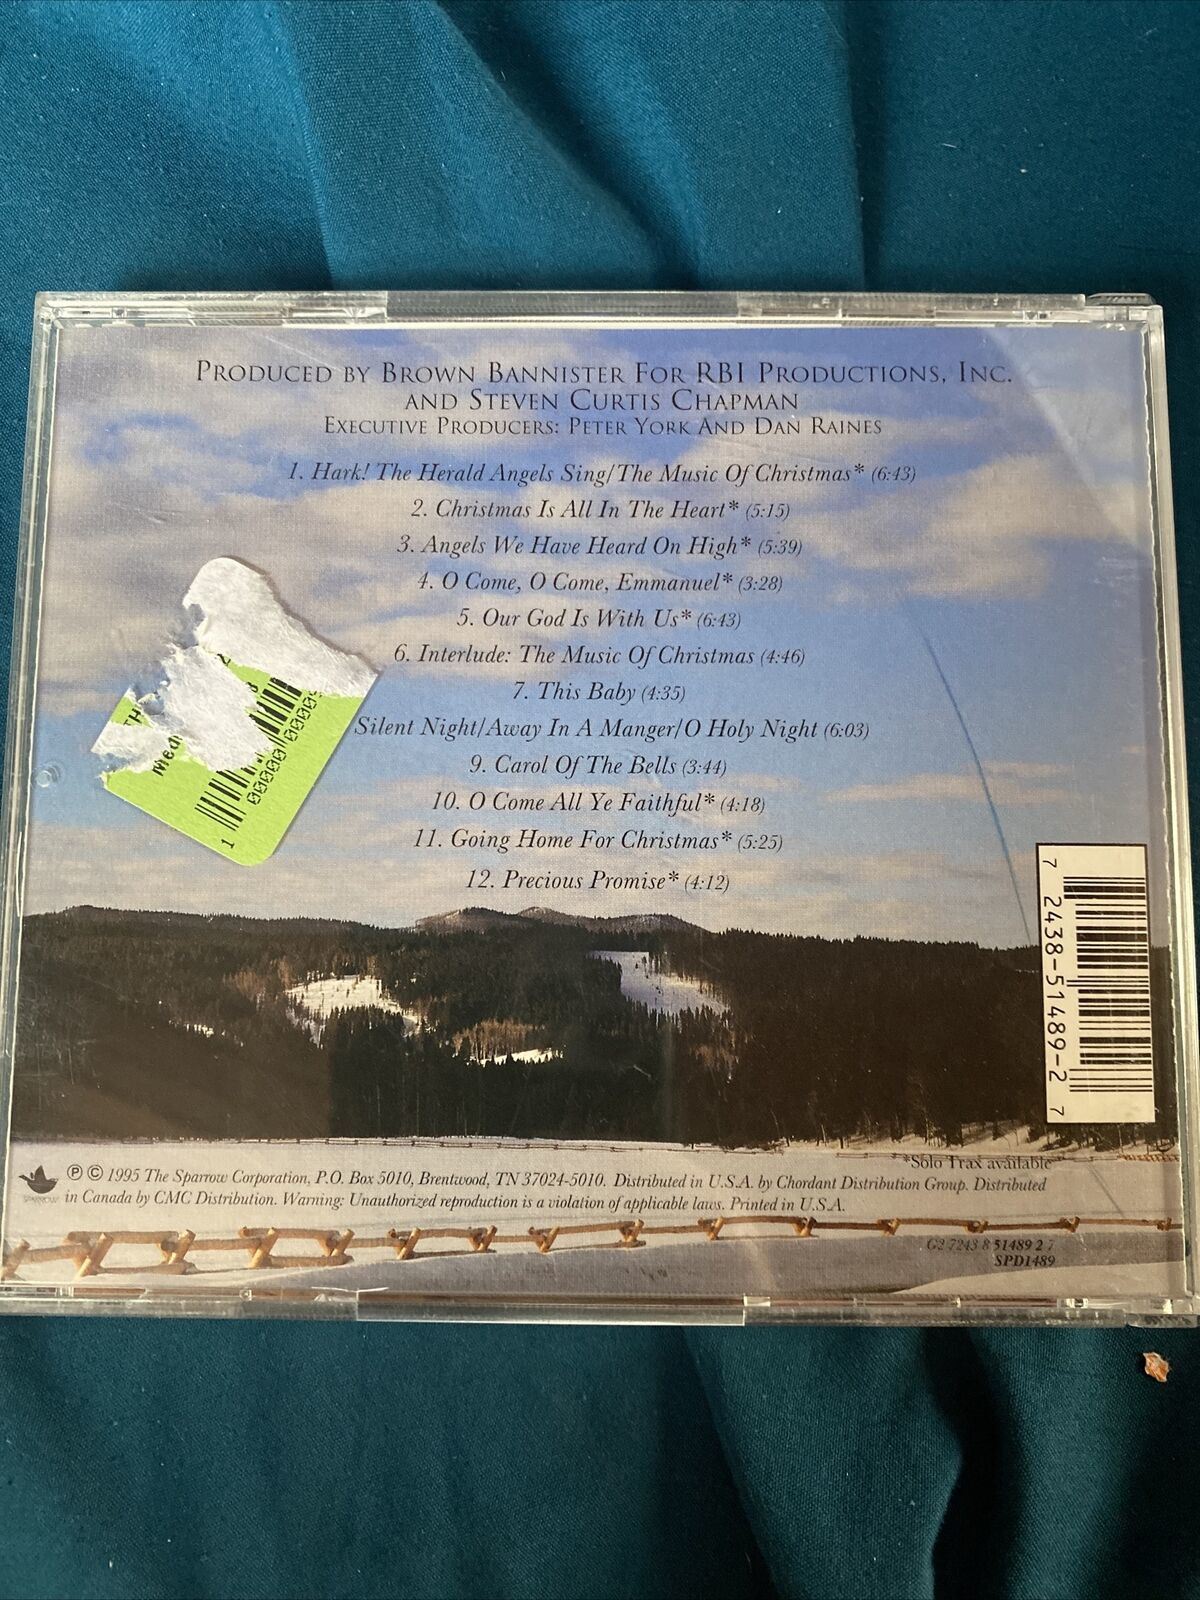 PRODUCED BY BROWN BANNISTER FOR RBI PRODUCTIONS, INC.
AND STEVEN CURTIS CHAPMAN
EXECUTIVE PRODUCERS: PETER YORK AND DAN RAINES
1. Hark! The Herald Angels Sing/The Music Of Christmas* (6:43)
2. Christmas Is All In The Heart* (5:15)
3. Angels We Have Heard On High* (5:39)
4. O Come, O Come, Emmanuel* (3:28)
5. Our God Is With Us* (6:43)
6. Interlude: The Music Of Christmas (4:46)
7. This Baby (4:35)
Silent Night/Away In A Manger/O Holy Night (6:03)
9. Carol Of The Bells (3:44)
10. O Come All Ye Faithful* (4:18)
11. Going Home For Christmas* (5:25)
12. Precious Promise* (4:12)
7 2438-51489-2 7
*Solo Trax available
SPARROW
℗ © 1995 The Sparrow Corporation, P.O. Box 5010, Brentwood, TN 37024-5010. Distributed in U.S.A. by Chordant Distribution Group. Distributed
in Canada by CMC Distribution. Warning: Unauthorized reproduction is a violation of applicable laws. Printed in U.S.A.
G2 7243 8 51489 2 7
SPD1489